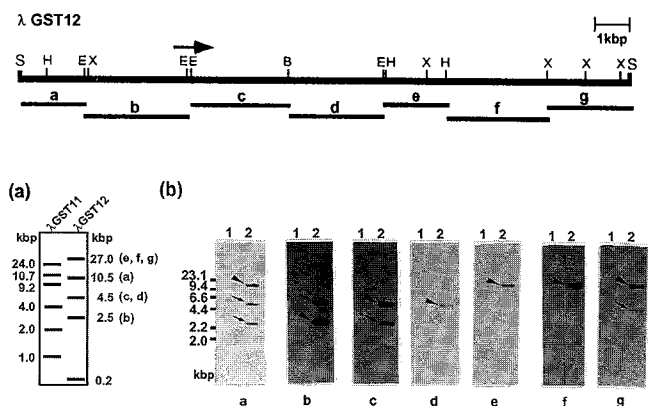 λ GST12
1kbp
S H E X E E B E H X H X X X S
a b c d e f g
(a)
λGST11 λGST12
kbp kbp
24.0 27.0 (e, f, g)
10.7 10.5 (a)
9.2
4.0 4.5 (c, d)
2.5 (b)
2.0
1.0
0.2
(b)
1 2 1 2 1 2 1 2 1 2 1 2 1 2
23.1
9.4
6.6
4.4
2.2
2.0
kbp
a b c d e f g